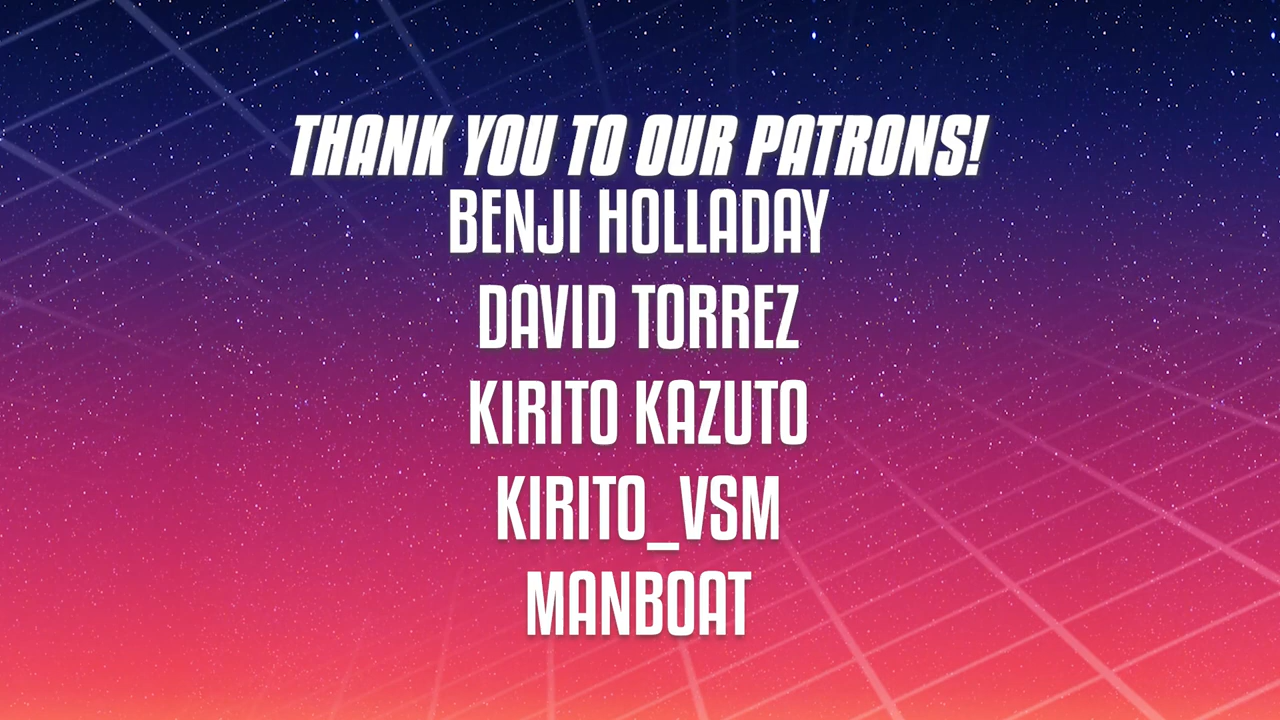 THANK YOU TO OUR PATRONS!
BENJI HOLLADAY
DAVID TORREZ
KIRITO KAZUTO
KIRITO_VSM
MANBOAT